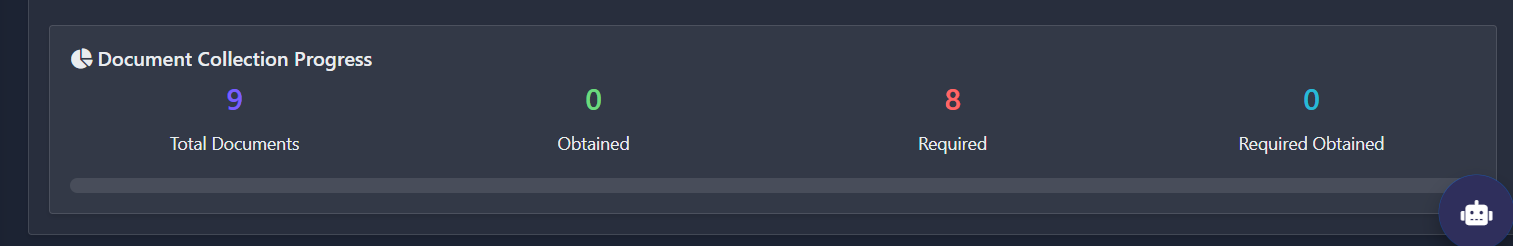 Document Collection Progress
9 0 8 0
Total Documents Obtained Required Required Obtained